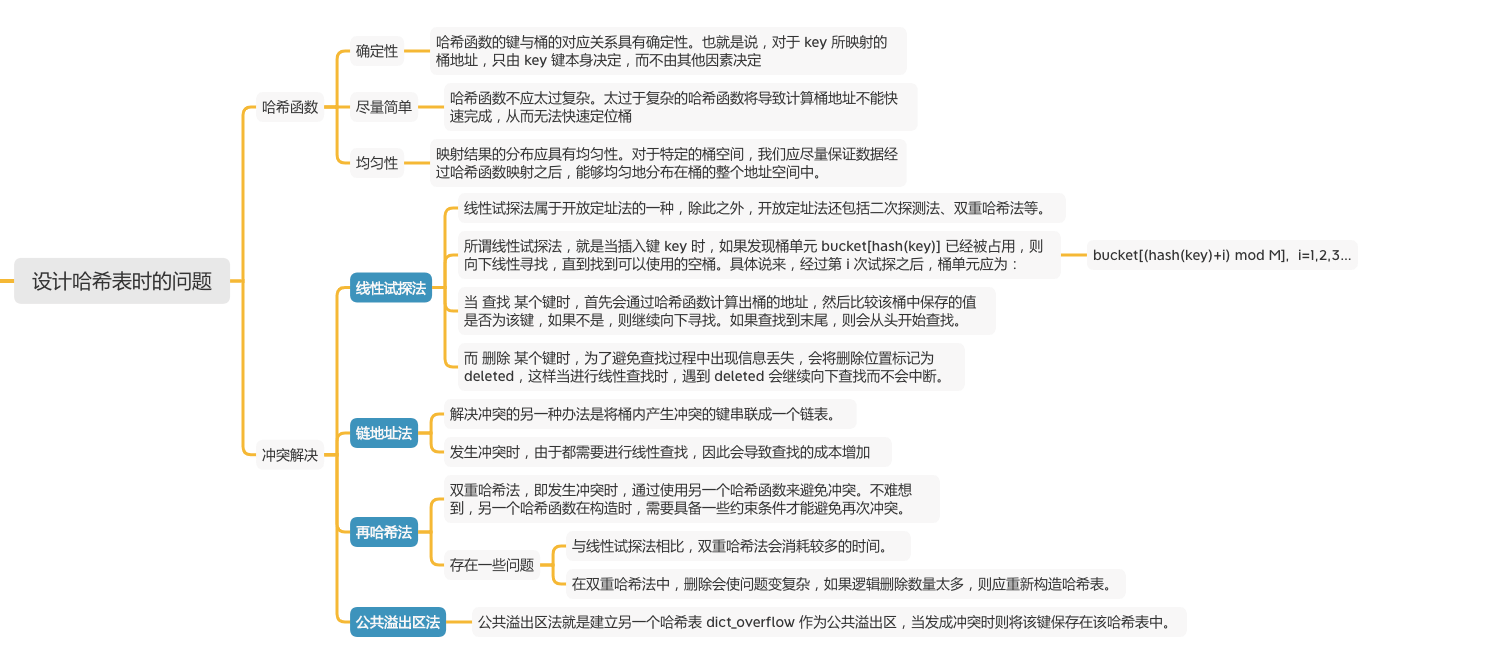 设计哈希表时的问题
哈希函数
确定性
哈希函数的键与桶的对应关系具有确定性。也就是说，对于 key 所映射的
桶地址，只由 key 键本身决定，而不由其他因素决定
尽量简单
哈希函数不应太过复杂。太过于复杂的哈希函数将导致计算桶地址不能快
速完成，从而无法快速定位桶
均匀性
映射结果的分布应具有均匀性。对于特定的桶空间，我们应尽量保证数据经
过哈希函数映射之后，能够均匀地分布在桶的整个地址空间中。
冲突解决
线性试探法
线性试探法属于开放定址法的一种，除此之外，开放定址法还包括二次探测法、双重哈希法等。
所谓线性试探法，就是当插入键 key 时，如果发现桶单元 bucket[hash(key)] 已经被占用，则
向下线性寻找，直到找到可以使用的空桶。具体说来，经过第 i 次试探之后，桶单元应为：
bucket[(hash(key)+i) mod M],  i=1,2,3...
当 查找 某个键时，首先会通过哈希函数计算出桶的地址，然后比较该桶中保存的值
是否为该键，如果不是，则继续向下寻找。如果查找到末尾，则会从头开始查找。
而 删除 某个键时，为了避免查找过程中出现信息丢失，会将删除位置标记为
deleted，这样当进行线性查找时，遇到 deleted 会继续向下查找而不会中断。
链地址法
解决冲突的另一种办法是将桶内产生冲突的键串联成一个链表。
发生冲突时，由于都需要进行线性查找，因此会导致查找的成本增加
再哈希法
双重哈希法，即发生冲突时，通过使用另一个哈希函数来避免冲突。不难想
到，另一个哈希函数在构造时，需要具备一些约束条件才能避免再次冲突。
存在一些问题
与线性试探法相比，双重哈希法会消耗较多的时间。
在双重哈希法中，删除会使问题变复杂，如果逻辑删除数量太多，则应重新构造哈希表。
公共溢出区法
公共溢出区法就是建立另一个哈希表 dict_overflow 作为公共溢出区，当发成冲突时则将该键保存在该哈希表中。